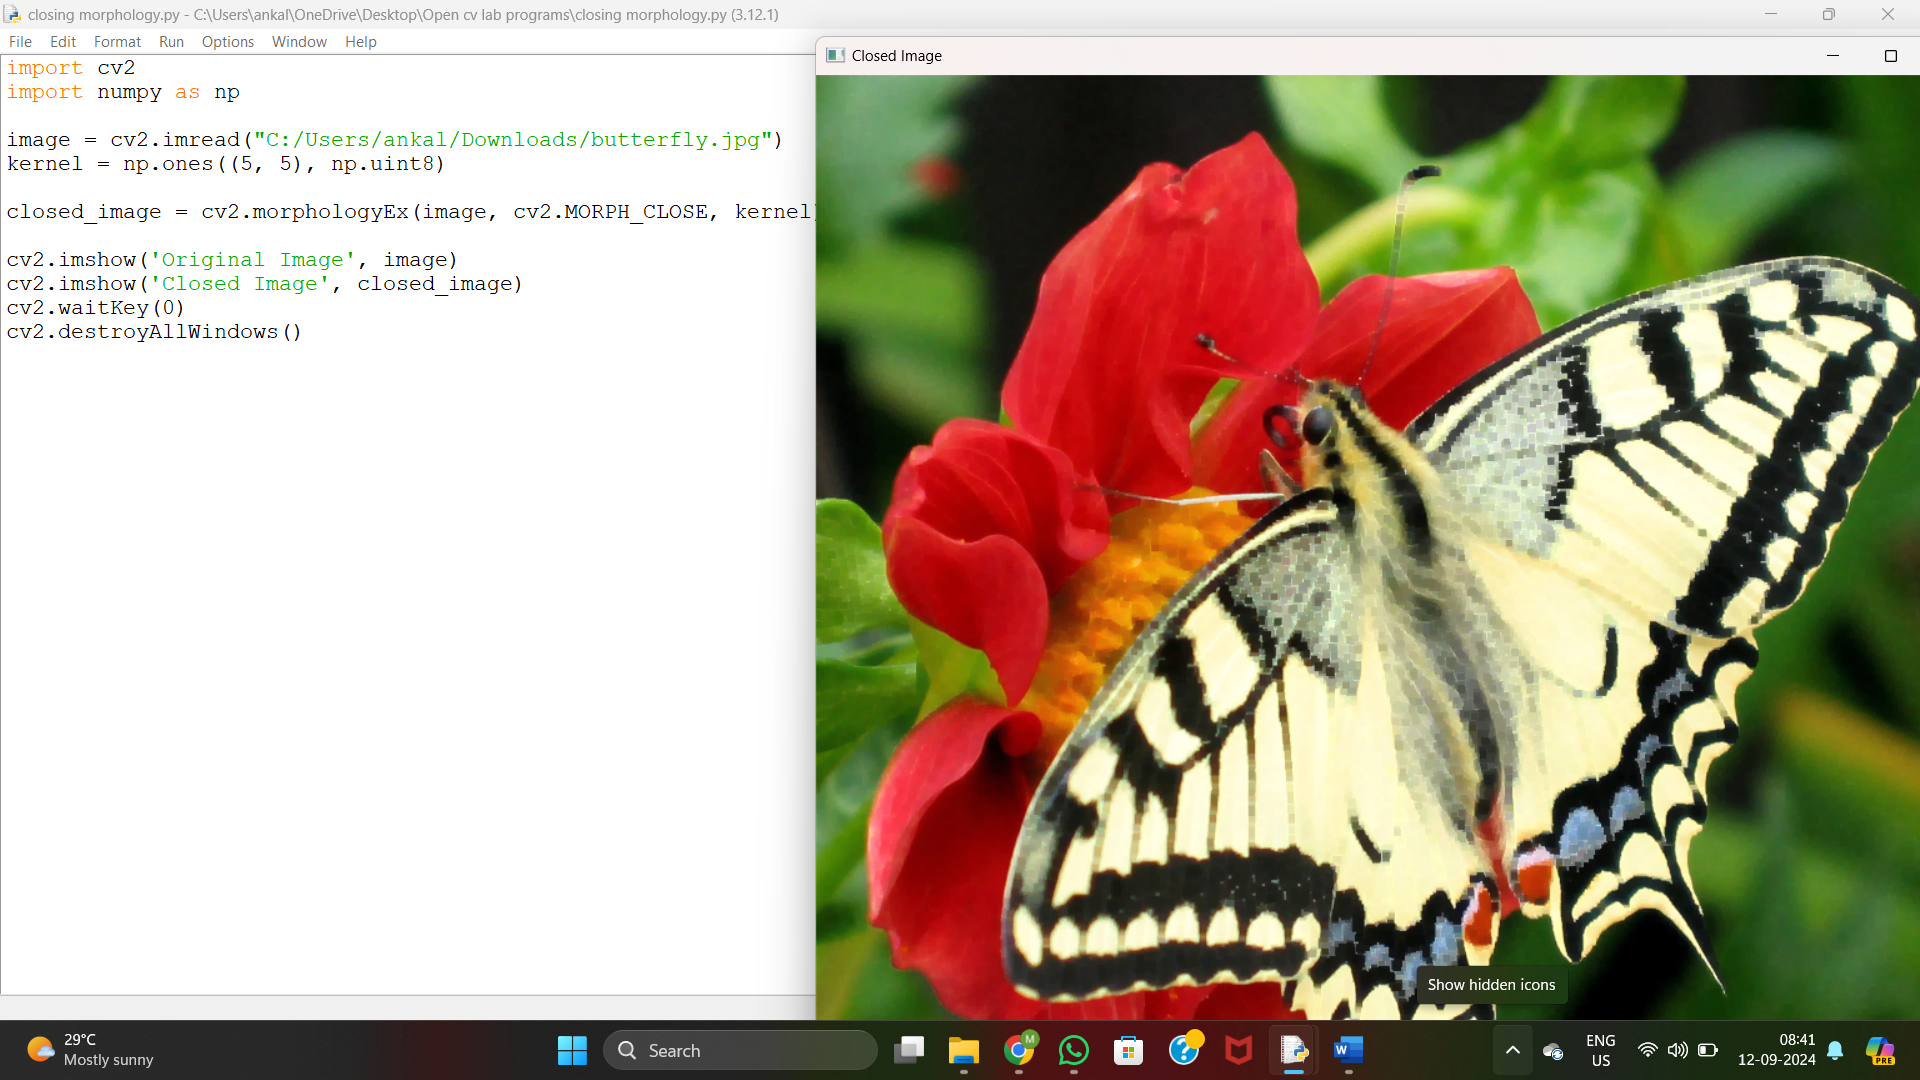 closing morphology.py - C:\Users\ankal\OneDrive\Desktop\Open cv lab programs\closing morphology.py (3.12.1)
File Edit Format Run Options Window Help
import cv2
import numpy as np
image = cv2.imread("C:/Users/ankal/Downloads/butterfly.jpg")
kernel = np.ones((5, 5), np.uint8)
closed_image = cv2.morphologyEx(image, cv2.MORPH_CLOSE, kernel)
cv2.imshow('Original Image', image)
cv2.imshow('Closed Image', closed_image)
cv2.waitKey(0)
cv2.destroyAllWindows()
Closed Image
Show hidden icons
29°C
Mostly sunny
Search
M
W
ENG
US
08:41
12-09-2024
PRE